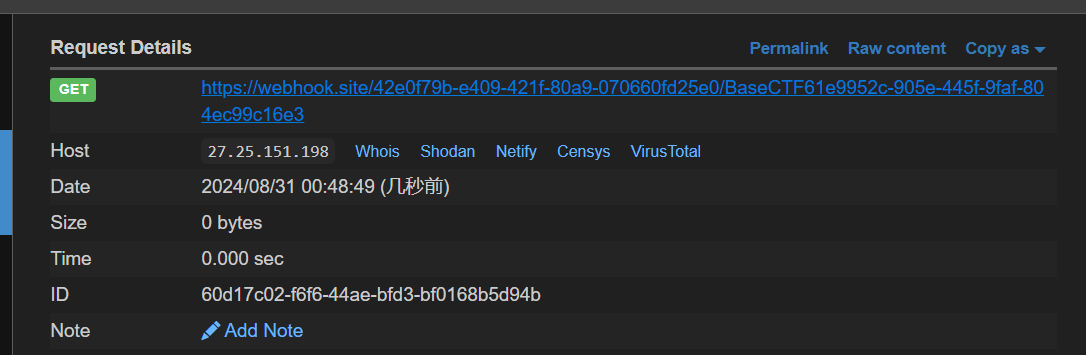 Request Details Permalink Raw content Copy as
GET https://webhook.site/42e0f79b-e409-421f-80a9-070660fd25e0/BaseCTF61e9952c-905e-445f-9faf-80
4ec99c16e3
Host 27.25.151.198 Whois Shodan Netify Censys VirusTotal
Date 2024/08/31 00:48:49 (几秒前)
Size 0 bytes
Time 0.000 sec
ID 60d17c02-f6f6-44ae-bfd3-bf0168b5d94b
Note Add Note